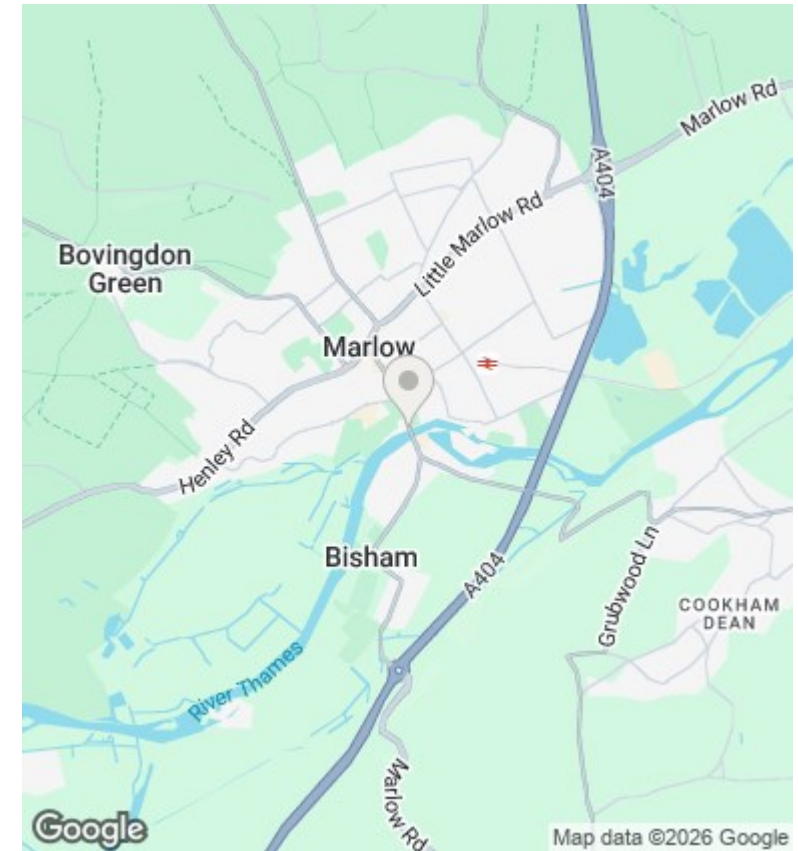 Marlow Rd
A404
Little Marlow Rd
Bovingdon
Green
Marlow
Henley Rd
Bisham
A404
Grubwood Ln
COOKHAM
DEAN
River Thames
Marlow Rd
Google
Map data ©2026 Google